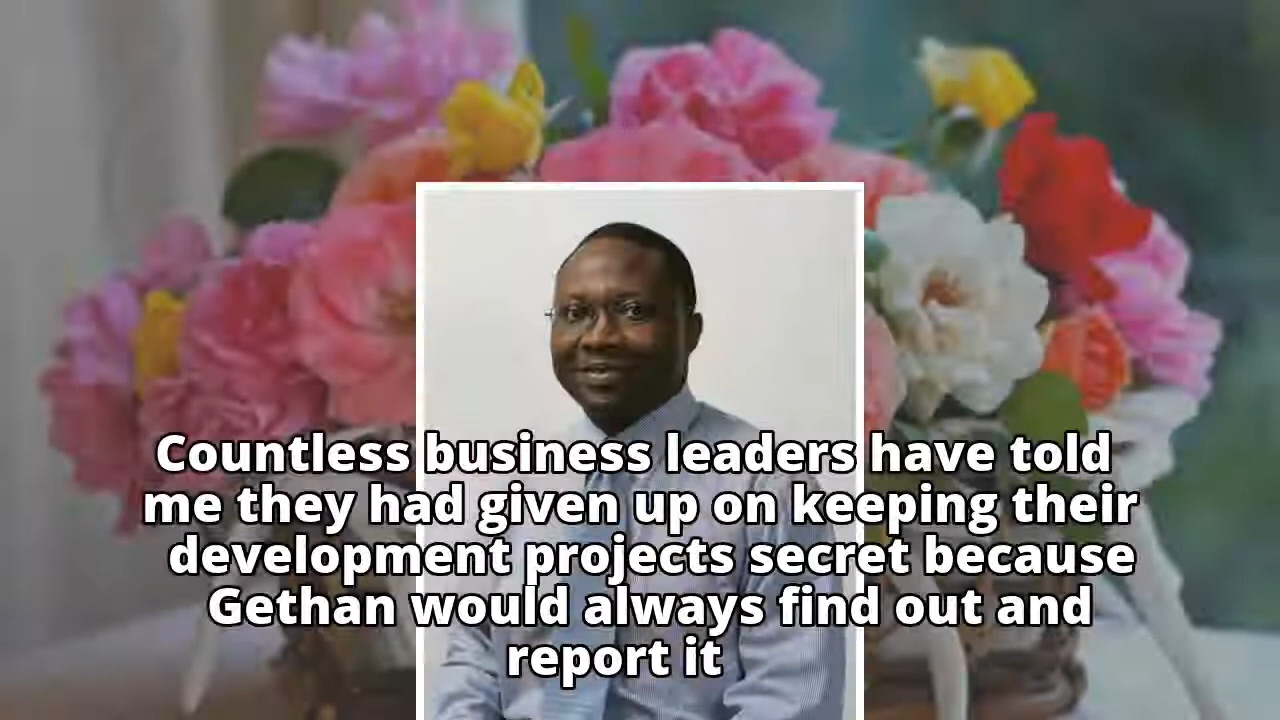 Countless business leaders have told
me they had given up on keeping their
development projects secret because
Gethan would always find out and
report it